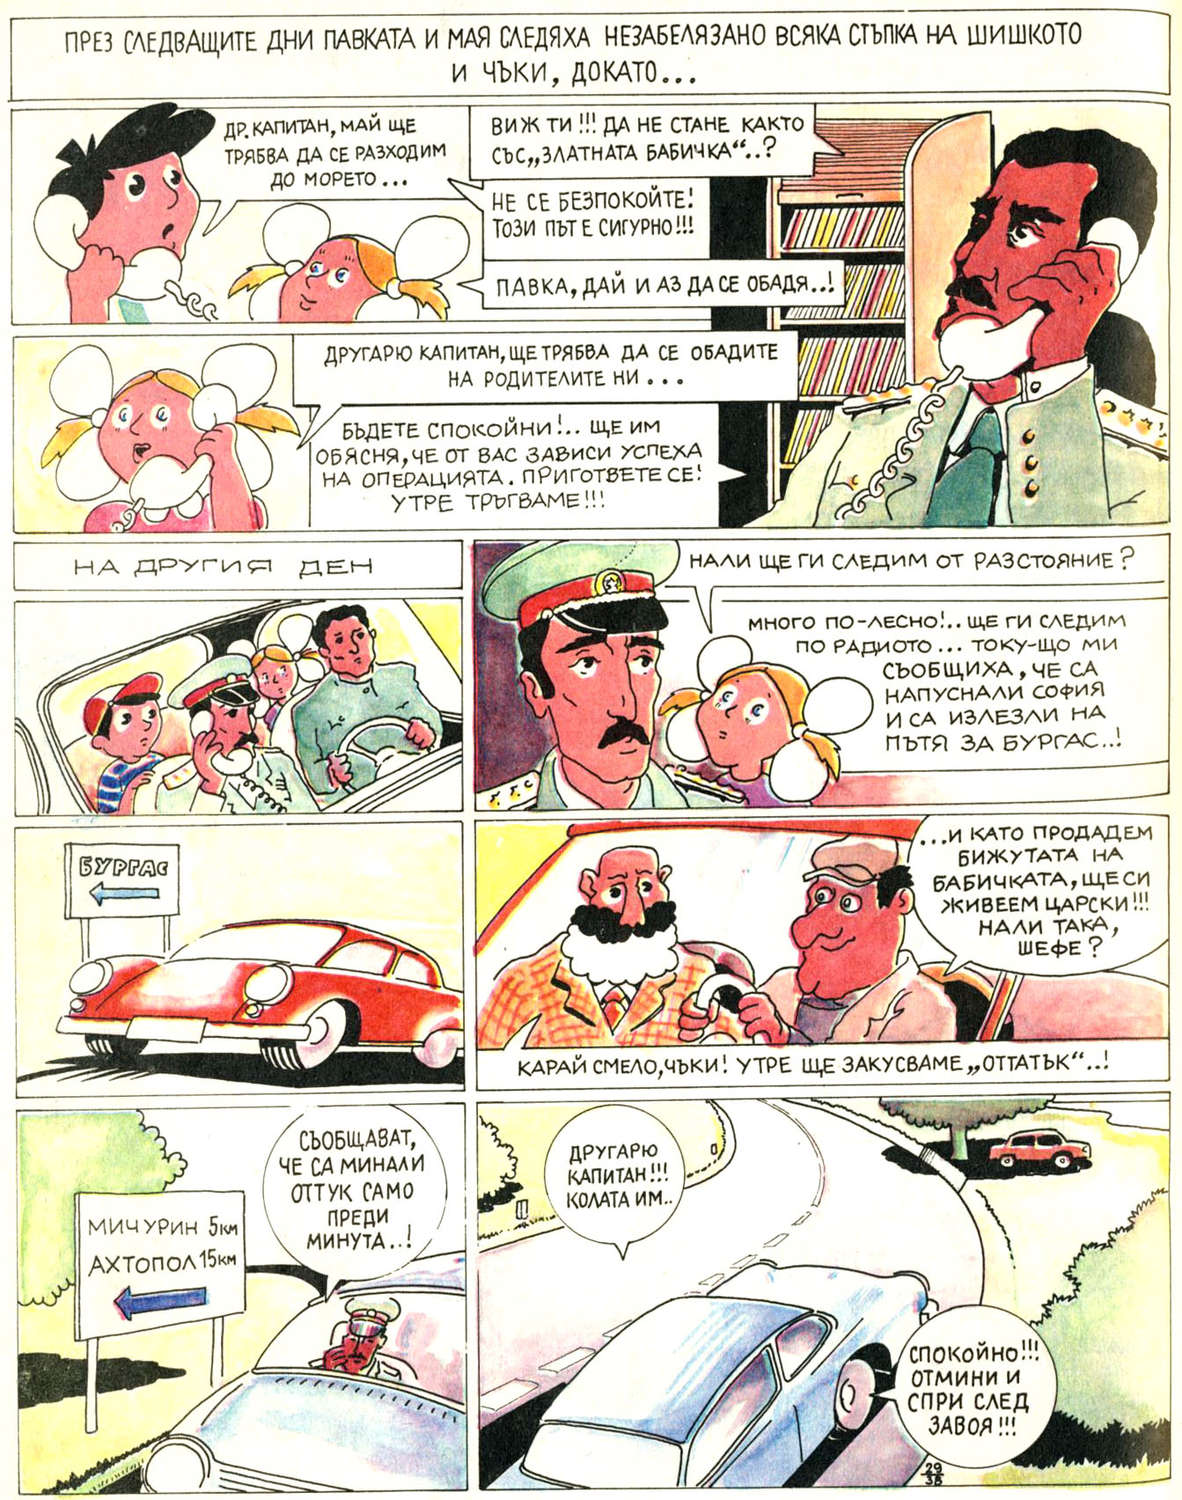 ПРЕЗ СЛЕДВАЩИТЕ ДНИ ПАВКАТА И МАЯ СЛЕДЯХА НЕЗАБЕЛЯЗАНО ВСЯКА СТЪПКА НА ШИШКОТО
И ЧЪКИ, ДОКАТО...
ДР. КАПИТАН, МАЙ ЩЕ
ТРЯБВА ДА СЕ РАЗХОДИМ
ДО МОРЕТО...
ВИЖ ТИ!!! ДА НЕ СТАНЕ КАКТО
СЪС „ЗЛАТНАТА БАБИЧКА“..?
НЕ СЕ БЕЗПОКОЙТЕ!
ТОЗИ ПЪТ Е СИГУРНО!!!
ПАВКА, ДАЙ И АЗ ДА СЕ ОБАДЯ..!
ДРУГАРЮ КАПИТАН, ЩЕ ТРЯБВА ДА СЕ ОБАДИТЕ
НА РОДИТЕЛИТЕ НИ...
БЪДЕТЕ СПОКОЙНИ!.. ЩЕ ИМ
ОБЯСНЯ, ЧЕ ОТ ВАС ЗАВИСИ УСПЕХА
НА ОПЕРАЦИЯТА. ПРИГОТВЕТЕ СЕ!
УТРЕ ТРЪГВАМЕ!!!
НА ДРУГИЯ ДЕН
НАЛИ ЩЕ ГИ СЛЕДИМ ОТ РАЗСТОЯНИЕ?
МНОГО ПО-ЛЕСНО!.. ЩЕ ГИ СЛЕДИМ
ПО РАДИОТО... ТОКУ-ЩО МИ
СЪОБЩИХА, ЧЕ СА
НАПУСНАЛИ СОФИЯ
И СА ИЗЛЕЗЛИ НА
ПЪТЯ ЗА БУРГАС..!
БУРГАС
...И КАТО ПРОДАДЕМ
БИЖУТАТА НА
БАБИЧКАТА, ЩЕ СИ
ЖИВЕЕМ ЦАРСКИ!!!
НАЛИ ТАКА,
ШЕФЕ?
КАРАЙ СМЕЛО, ЧЪКИ! УТРЕ ЩЕ ЗАКУСВАМЕ „ОТТАТЪК“..!
СЪОБЩАВАТ,
ЧЕ СА МИНАЛИ
ОТТУК САМО
ПРЕДИ
МИНУТА..!
МИЧУРИН 5КМ
АХТОПОЛ 15КМ
ДРУГАРЮ
КАПИТАН!!!
КОЛАТА ИМ..
СПОКОЙНО!!!
ОТМИНИ И
СПРИ СЛЕД
ЗАВОЯ!!!
29
38